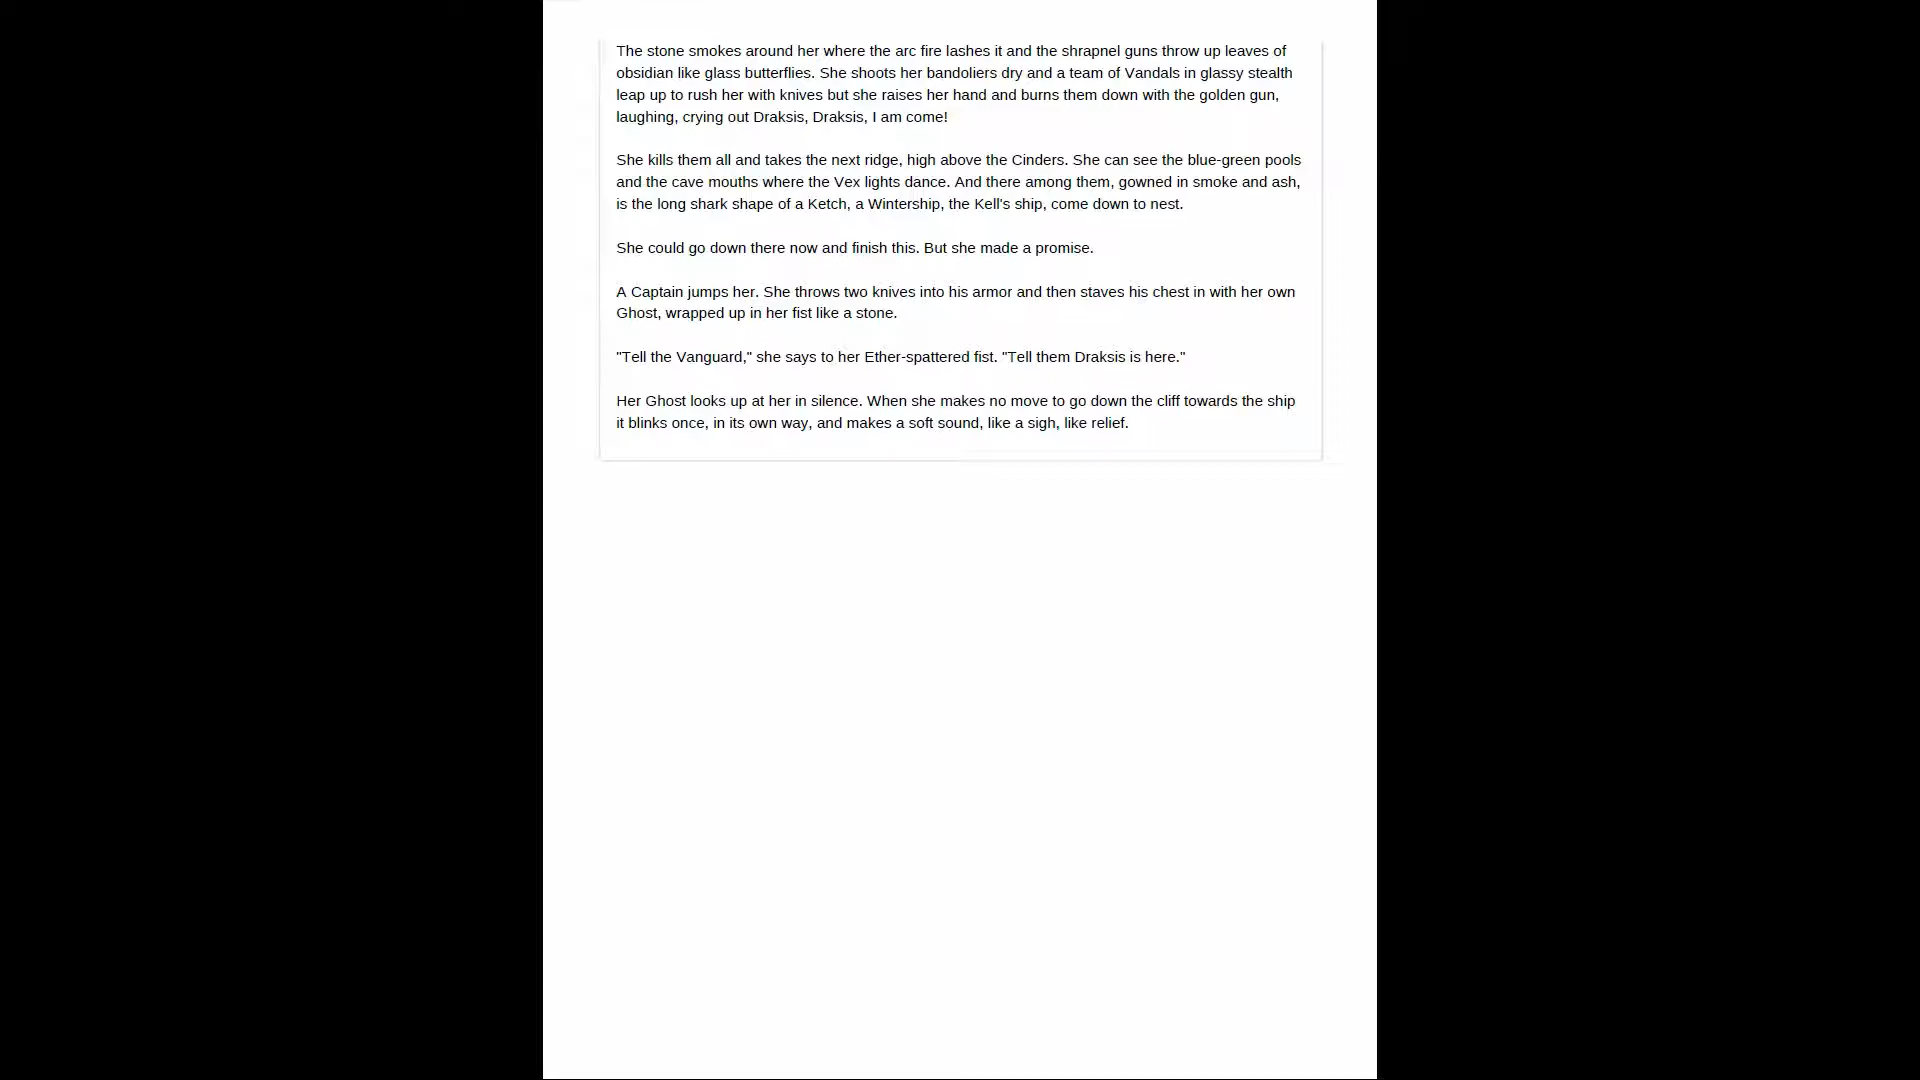 The stone smokes around her where the arc fire lashes it and the shrapnel guns throw up leaves of
obsidian like glass butterflies. She shoots her bandoliers dry and a team of Vandals in glassy stealth
leap up to rush her with knives but she raises her hand and burns them down with the golden gun,
laughing, crying out Draksis, Draksis, I am come!
She kills them all and takes the next ridge, high above the Cinders. She can see the blue-green pools
and the cave mouths where the Vex lights dance. And there among them, gowned in smoke and ash,
is the long shark shape of a Ketch, a Wintership, the Kell's ship, come down to nest.
She could go down there now and finish this. But she made a promise.
A Captain jumps her. She throws two knives into his armor and then staves his chest in with her own
Ghost, wrapped up in her fist like a stone.
"Tell the Vanguard," she says to her Ether-spattered fist. "Tell them Draksis is here."
Her Ghost looks up at her in silence. When she makes no move to go down the cliff towards the ship
it blinks once, in its own way, and makes a soft sound, like a sigh, like relief.